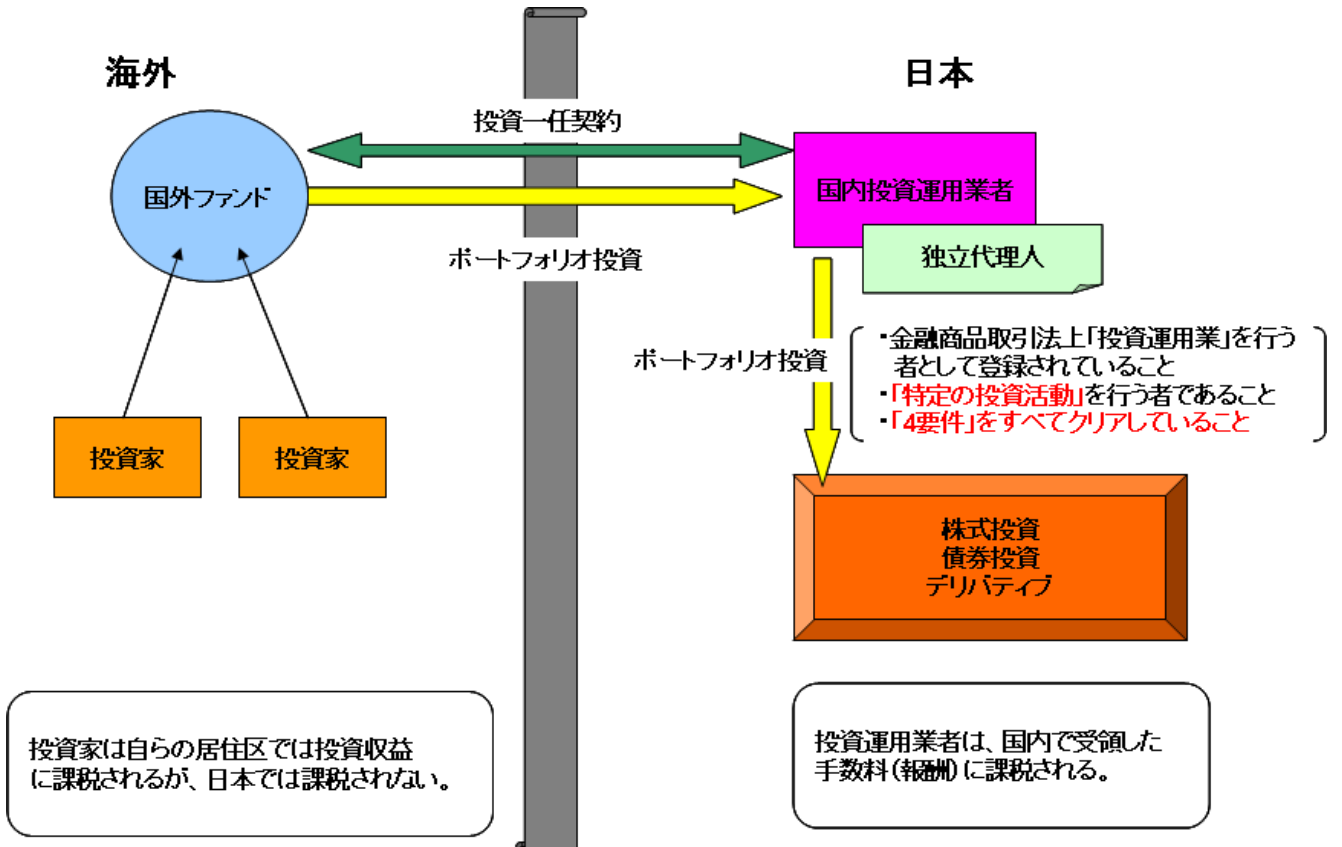 海外
日本
投資一任契約
国外ファンド
国内投資運用業者
独立代理人
ポートフォリオ投資
ポートフォリオ投資
・金融商品取引法上「投資運用業」を行う
者として登録されていること
・「特定の投資活動」を行う者であること
・「4要件」をすべてクリアしていること
投資家
投資家
株式投資
債券投資
デリバティブ
投資家は自らの居住区では投資収益
に課税されるが、日本では課税されない。
投資運用業者は、国内で受領した
手数料(報酬)に課税される。